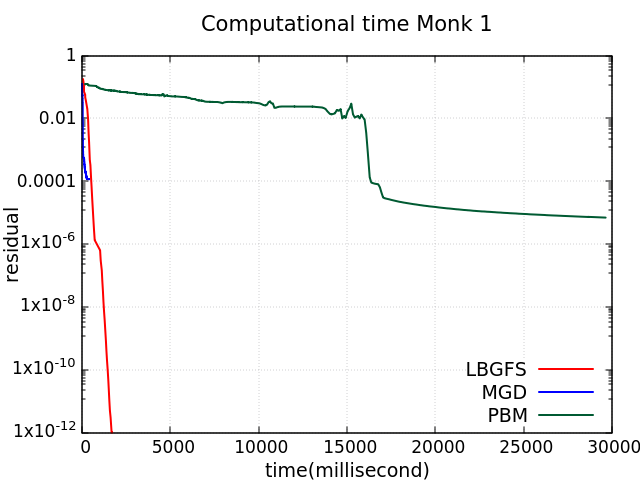 Computational time Monk 1
1
0.01
0.0001
1x10-6
1x10-8
1x10-10
1x10-12
residual
LBGFS
MGD
PBM
0 5000 10000 15000 20000 25000 30000
time(millisecond)